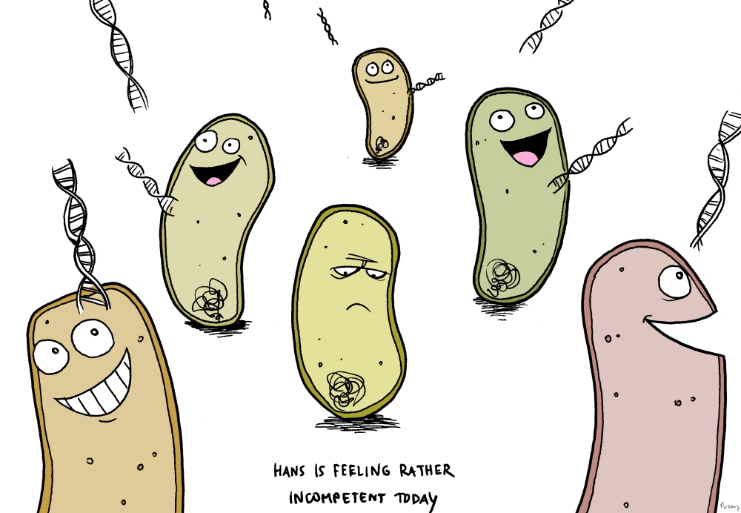 HANS IS FEELING RATHER
INCOMPETENT TODAY